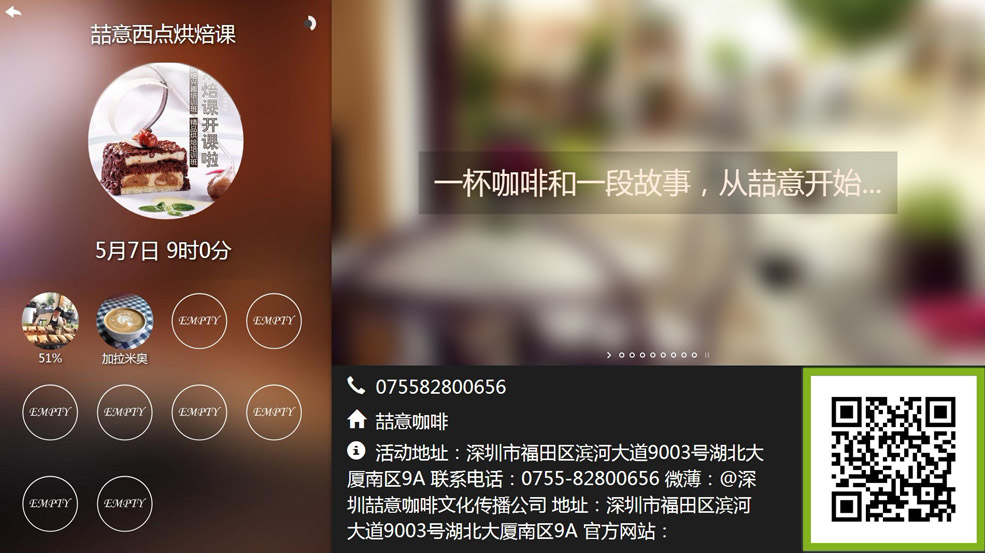 喆意西点烘焙课
焙课开课啦
5月7日 9时0分
51%
加拉米奥
EMPTY
EMPTY
EMPTY
EMPTY
EMPTY
EMPTY
EMPTY
EMPTY
一杯咖啡和一段故事，从喆意开始...
075582800656
喆意咖啡
活动地址：深圳市福田区滨河大道9003号湖北大
厦南区9A 联系电话：0755-82800656 微薄：@深
圳喆意咖啡文化传播公司 地址：深圳市福田区滨河
大道9003号湖北大厦南区9A 官方网站：